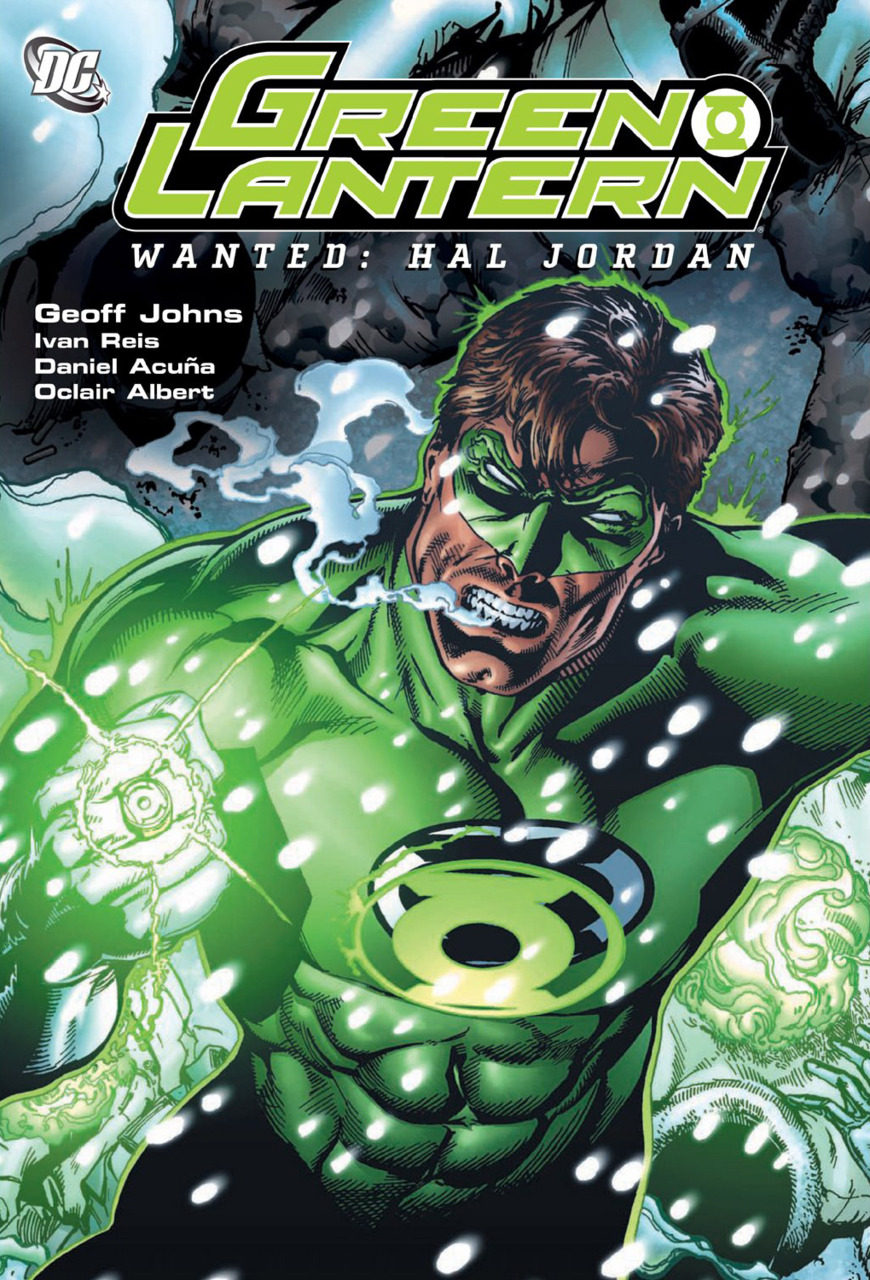 DC
GREEN
LANTERN
WANTED: HAL JORDAN
Geoff Johns
Ivan Reis
Daniel Acuña
Oclair Albert